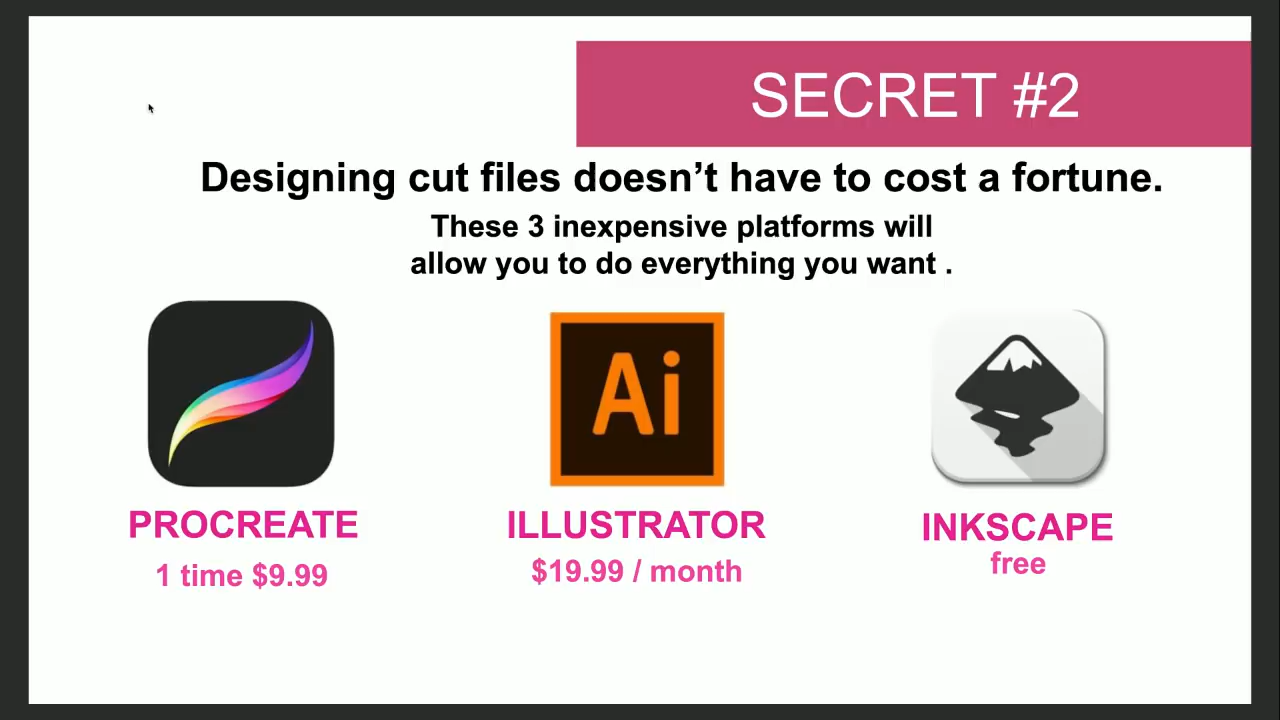 SECRET #2
Designing cut files doesn’t have to cost a fortune.
These 3 inexpensive platforms will
allow you to do everything you want .
Ai
PROCREATE
1 time $9.99
ILLUSTRATOR
$19.99 / month
INKSCAPE
free